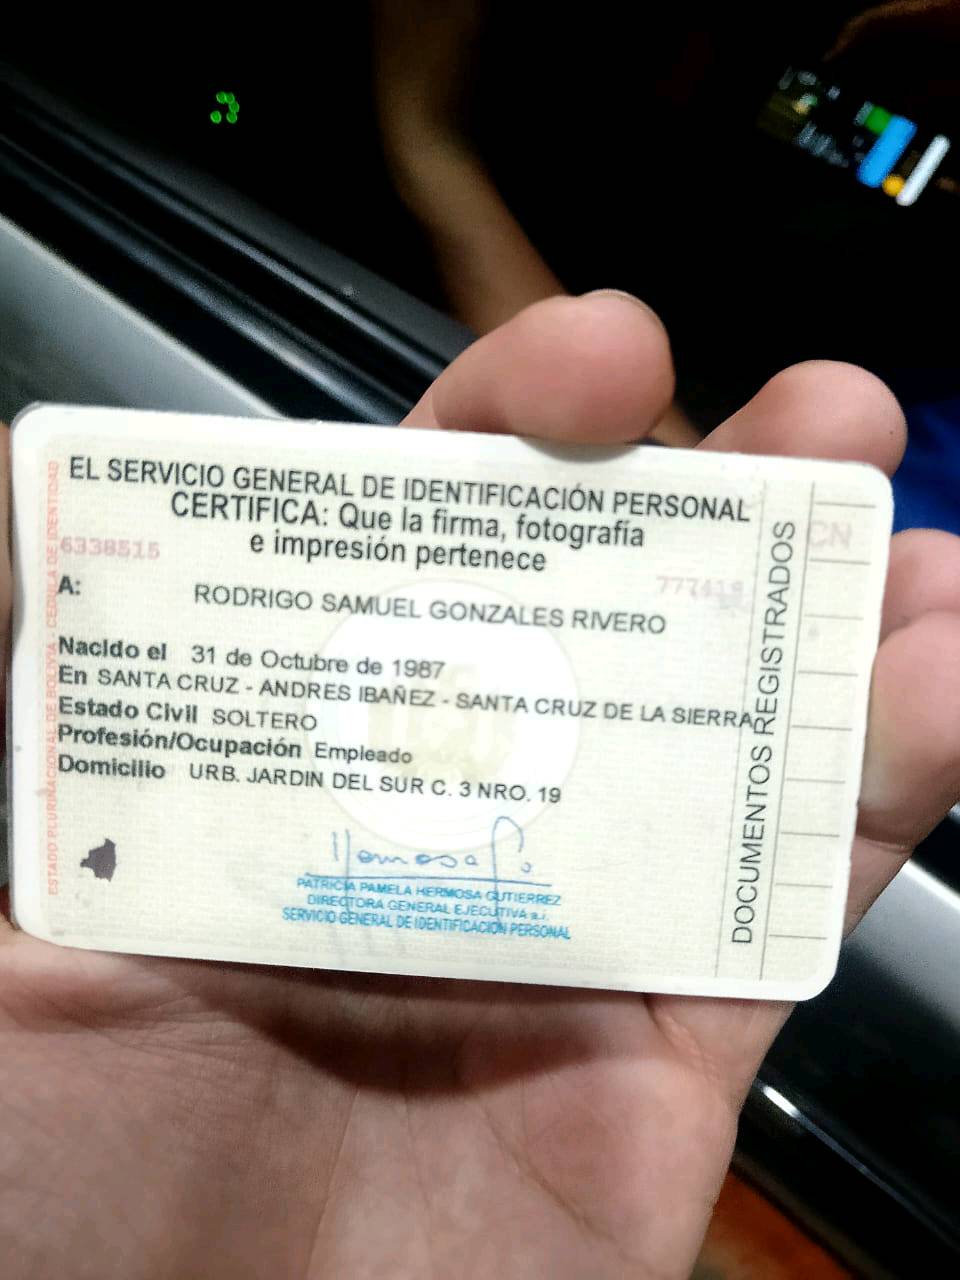 EL SERVICIO GENERAL DE IDENTIFICACIÓN PERSONAL
CERTIFICA: Que la firma, fotografía
e impresión pertenece
6338515
A: RODRIGO SAMUEL GONZALES RIVERO
Nacido el 31 de Octubre de 1987
En SANTA CRUZ - ANDRES IBAÑEZ - SANTA CRUZ DE LA SIERRA
Estado Civil SOLTERO
Profesión/Ocupación Empleado
Domicilio URB. JARDIN DEL SUR C. 3 NRO. 19
PATRICIA PAMELA HERMOSA GUTIERREZ
DIRECTORA GENERAL EJECUTIVA a.i.
SERVICIO GENERAL DE IDENTIFICACIÓN PERSONAL
ESTADO PLURINACIONAL DE BOLIVIA - CEDULA DE IDENTIDAD
DOCUMENTOS REGISTRADOS
CN